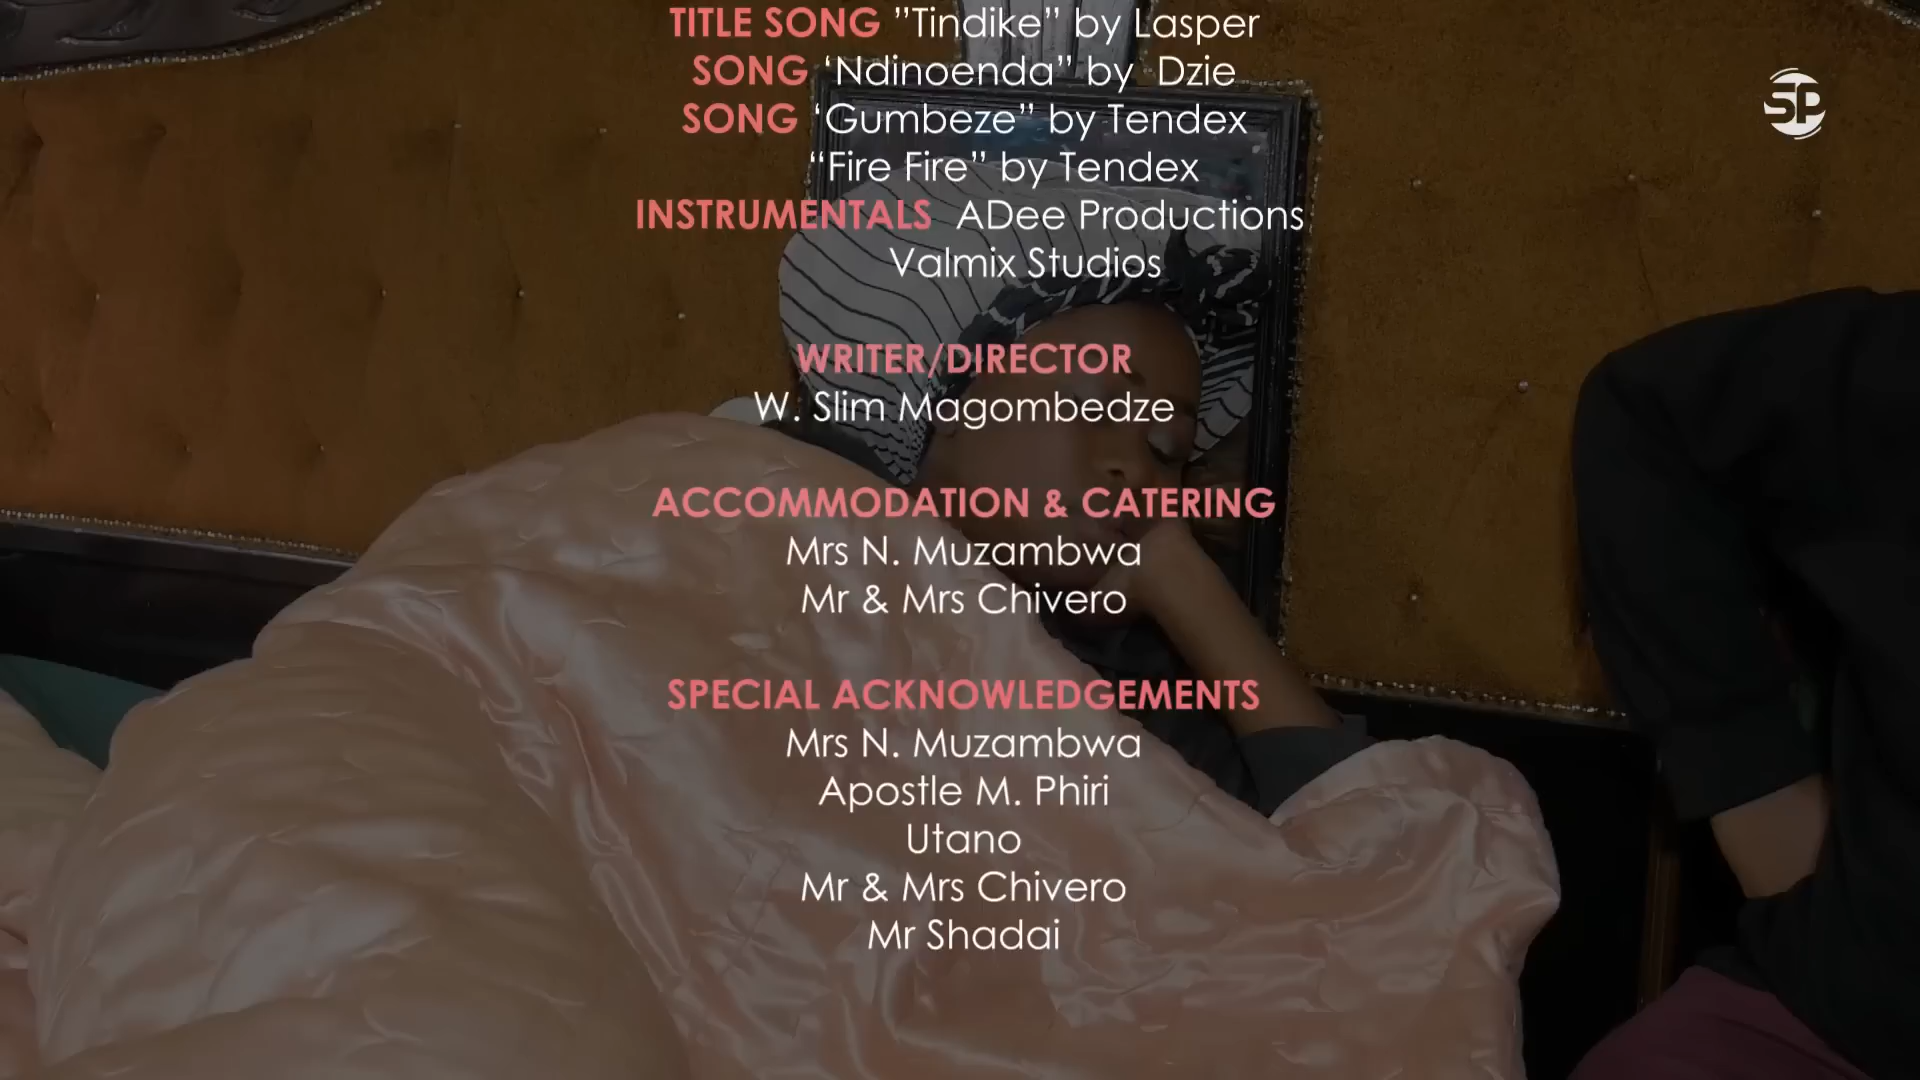 TITLE SONG ”Tindike” by Lasper
SONG ‘Ndinoenda” by Dzie
SONG ‘Gumbeze” by Tendex
“Fire Fire” by Tendex
INSTRUMENTALS ADee Productions
Valmix Studios
WRITER/DIRECTOR
W. Slim Magombedze
ACCOMMODATION & CATERING
Mrs N. Muzambwa
Mr & Mrs Chivero
SPECIAL ACKNOWLEDGEMENTS
Mrs N. Muzambwa
Apostle M. Phiri
Utano
Mr & Mrs Chivero
Mr Shadai
SP